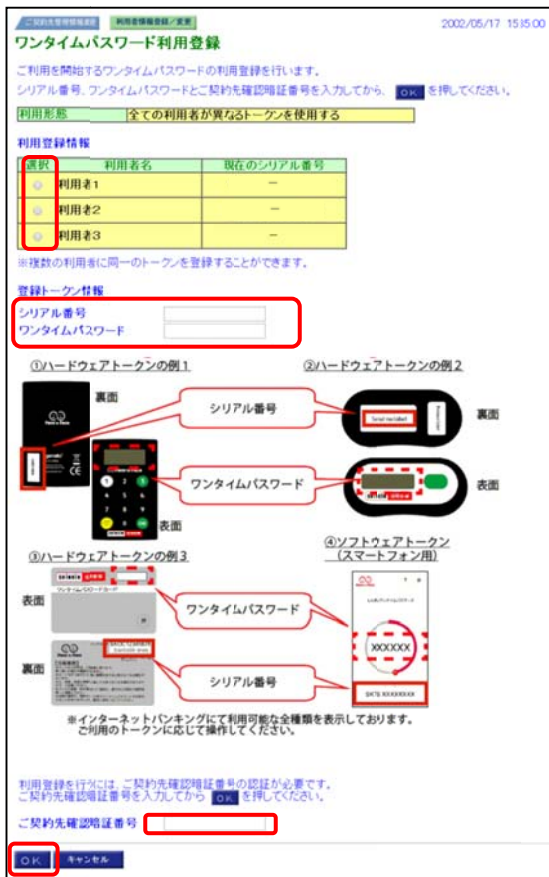 ご契約先管理情報変更 利用者情報登録/変更
2002/05/17 15:15:00
ワンタイムパスワード利用登録
ご利用を開始するワンタイムパスワードの利用登録を行います。
シリアル番号、ワンタイムパスワードとご契約先確認暗証番号を入力してから、 OK を押してください。
利用形態 全ての利用者が異なるトークンを使用する
利用登録情報
選択 利用者名 現在のシリアル番号
利用者1 －
利用者2 －
利用者3 －
※複数の利用者に同一のトークンを登録することができます。
登録トークン情報
シリアル番号
ワンタイムパスワード
①ハードウェアトークンの例1 ②ハードウェアトークンの例2
裏面 シリアル番号 裏面
ワンタイムパスワード
表面 表面
③ハードウェアトークンの例3 ④ソフトウェアトークン
（スマートフォン用）
ワンタイムパスワードカード
表面 ワンタイムパスワード
XXXXXX
裏面 シリアル番号
※インターネットバンキングにて利用可能な全種類を表示しております。
ご利用のトークンに応じて操作してください。
利用登録を行うには、ご契約先確認暗証番号の認証が必要です。
ご契約先確認暗証番号を入力してから OK を押してください。
ご契約先確認暗証番号
OK キャンセル